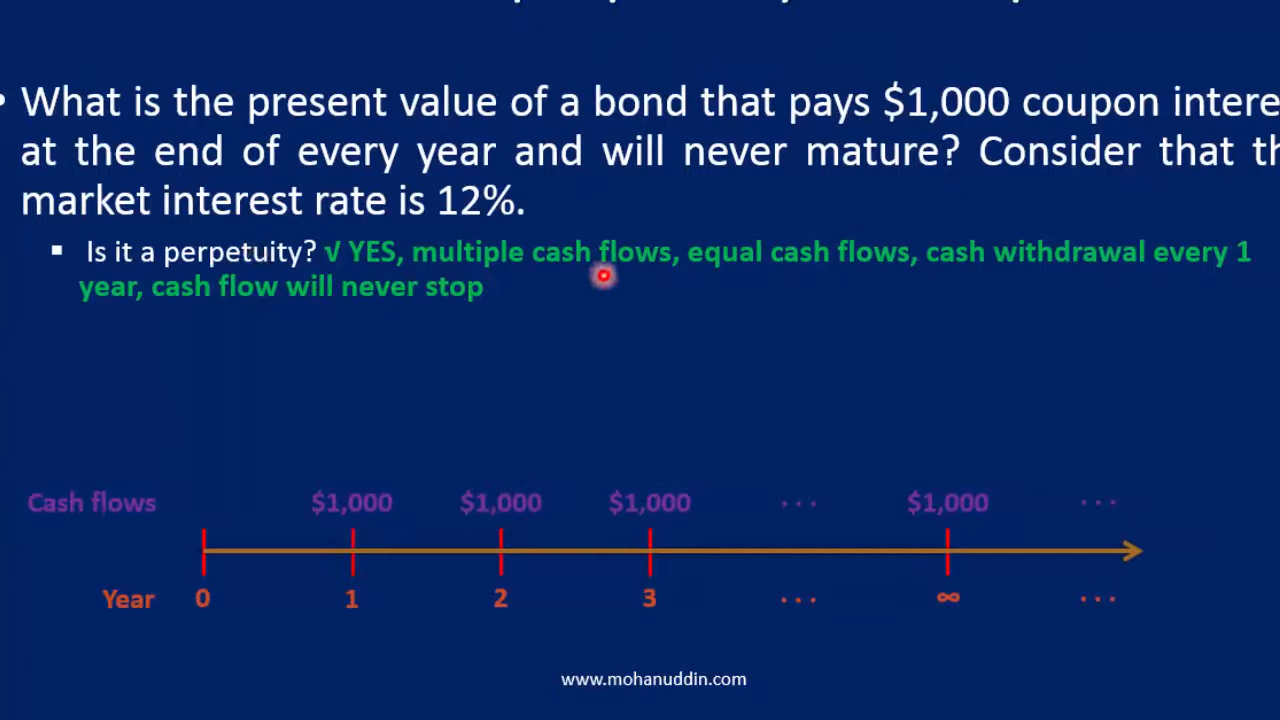 • What is the present value of a bond that pays $1,000 coupon intere
at the end of every year and will never mature? Consider that th
market interest rate is 12%.
▪ Is it a perpetuity? √ YES, multiple cash flows, equal cash flows, cash withdrawal every 1
year, cash flow will never stop
Cash flows $1,000 $1,000 $1,000 ... $1,000 ...
Year 0 1 2 3 ... ∞ ...
www.mohanuddin.com